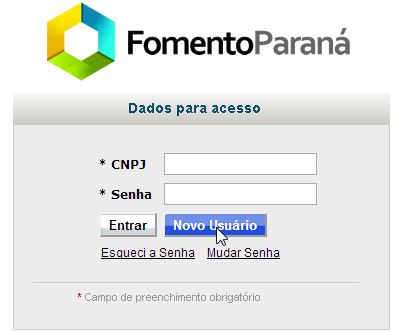 FomentoParaná
Dados para acesso
* CNPJ
* Senha
Entrar Novo Usuário
Esqueci a Senha Mudar Senha
* Campo de preenchimento obrigatório